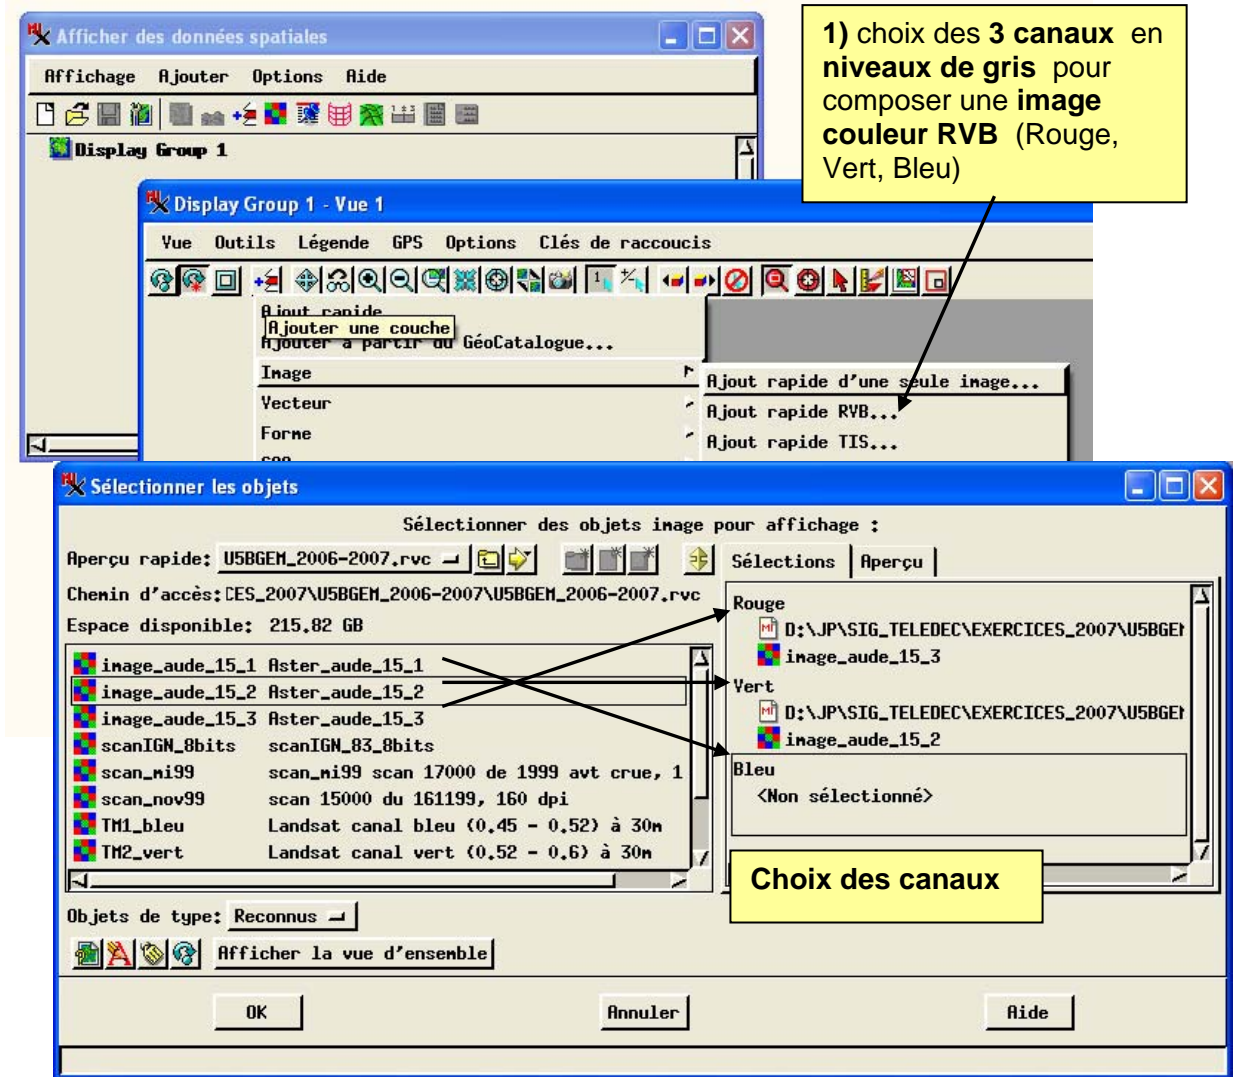 Afficher des données spatiales
Affichage Ajouter Options Aide
Display Group 1
1) choix des 3 canaux en
niveaux de gris pour
composer une image
couleur RVB (Rouge,
Vert, Bleu)
Display Group 1 - Vue 1
Vue Outils Légende GPS Options Clés de raccoucis
Ajout rapide
Ajouter une couche
Ajouter à partir du GéoCatalogue...
Image
Vecteur
Forme
Ajout rapide d'une seule image...
Ajout rapide RVB...
Ajout rapide TIS...
Sélectionner les objets
Sélectionner des objets image pour affichage :
Aperçu rapide: U5BGEM_2006-2007.rvc
Chemin d'accès: CES_2007\U5BGEM_2006-2007\U5BGEM_2006-2007.rvc
Espace disponible: 215.82 GB
image_aude_15_1 Aster_aude_15_1
image_aude_15_2 Aster_aude_15_2
image_aude_15_3 Aster_aude_15_3
scanIGN_8bits scanIGN_83_8bits
scan_mi99 scan_mi99 scan 17000 de 1999 avt crue, 1
scan_nov99 scan 15000 du 161199, 160 dpi
TM1_bleu Landsat canal bleu (0.45 - 0.52) à 30m
TM2_vert Landsat canal vert (0.52 - 0.6) à 30m
Sélections Aperçu
Rouge
D:\JP\SIG_TELEDEC\EXERCICES_2007\U5BGEM
image_aude_15_3
Vert
D:\JP\SIG_TELEDEC\EXERCICES_2007\U5BGEM
image_aude_15_2
Bleu
<Non sélectionné>
Choix des canaux
Objets de type: Reconnus
Afficher la vue d'ensemble
OK Annuler Aide